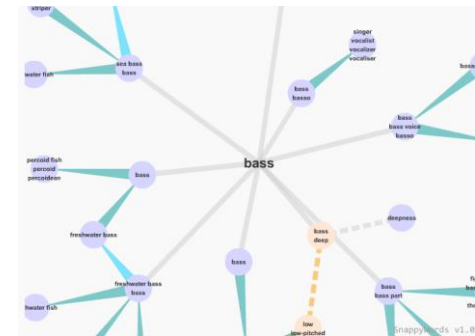 striper
singer
vocalist
vocalizer
vocaliser
sea bass
bass
water fish
bass
basso
bass
bass voice
basso
bass
percoid fish
percoid
percoidean
bass
deepness
freshwater bass
bass
deep
bass
freshwater bass
bass
bass
bass part
water fish
low
low-pitched
SnappyWords v1.0